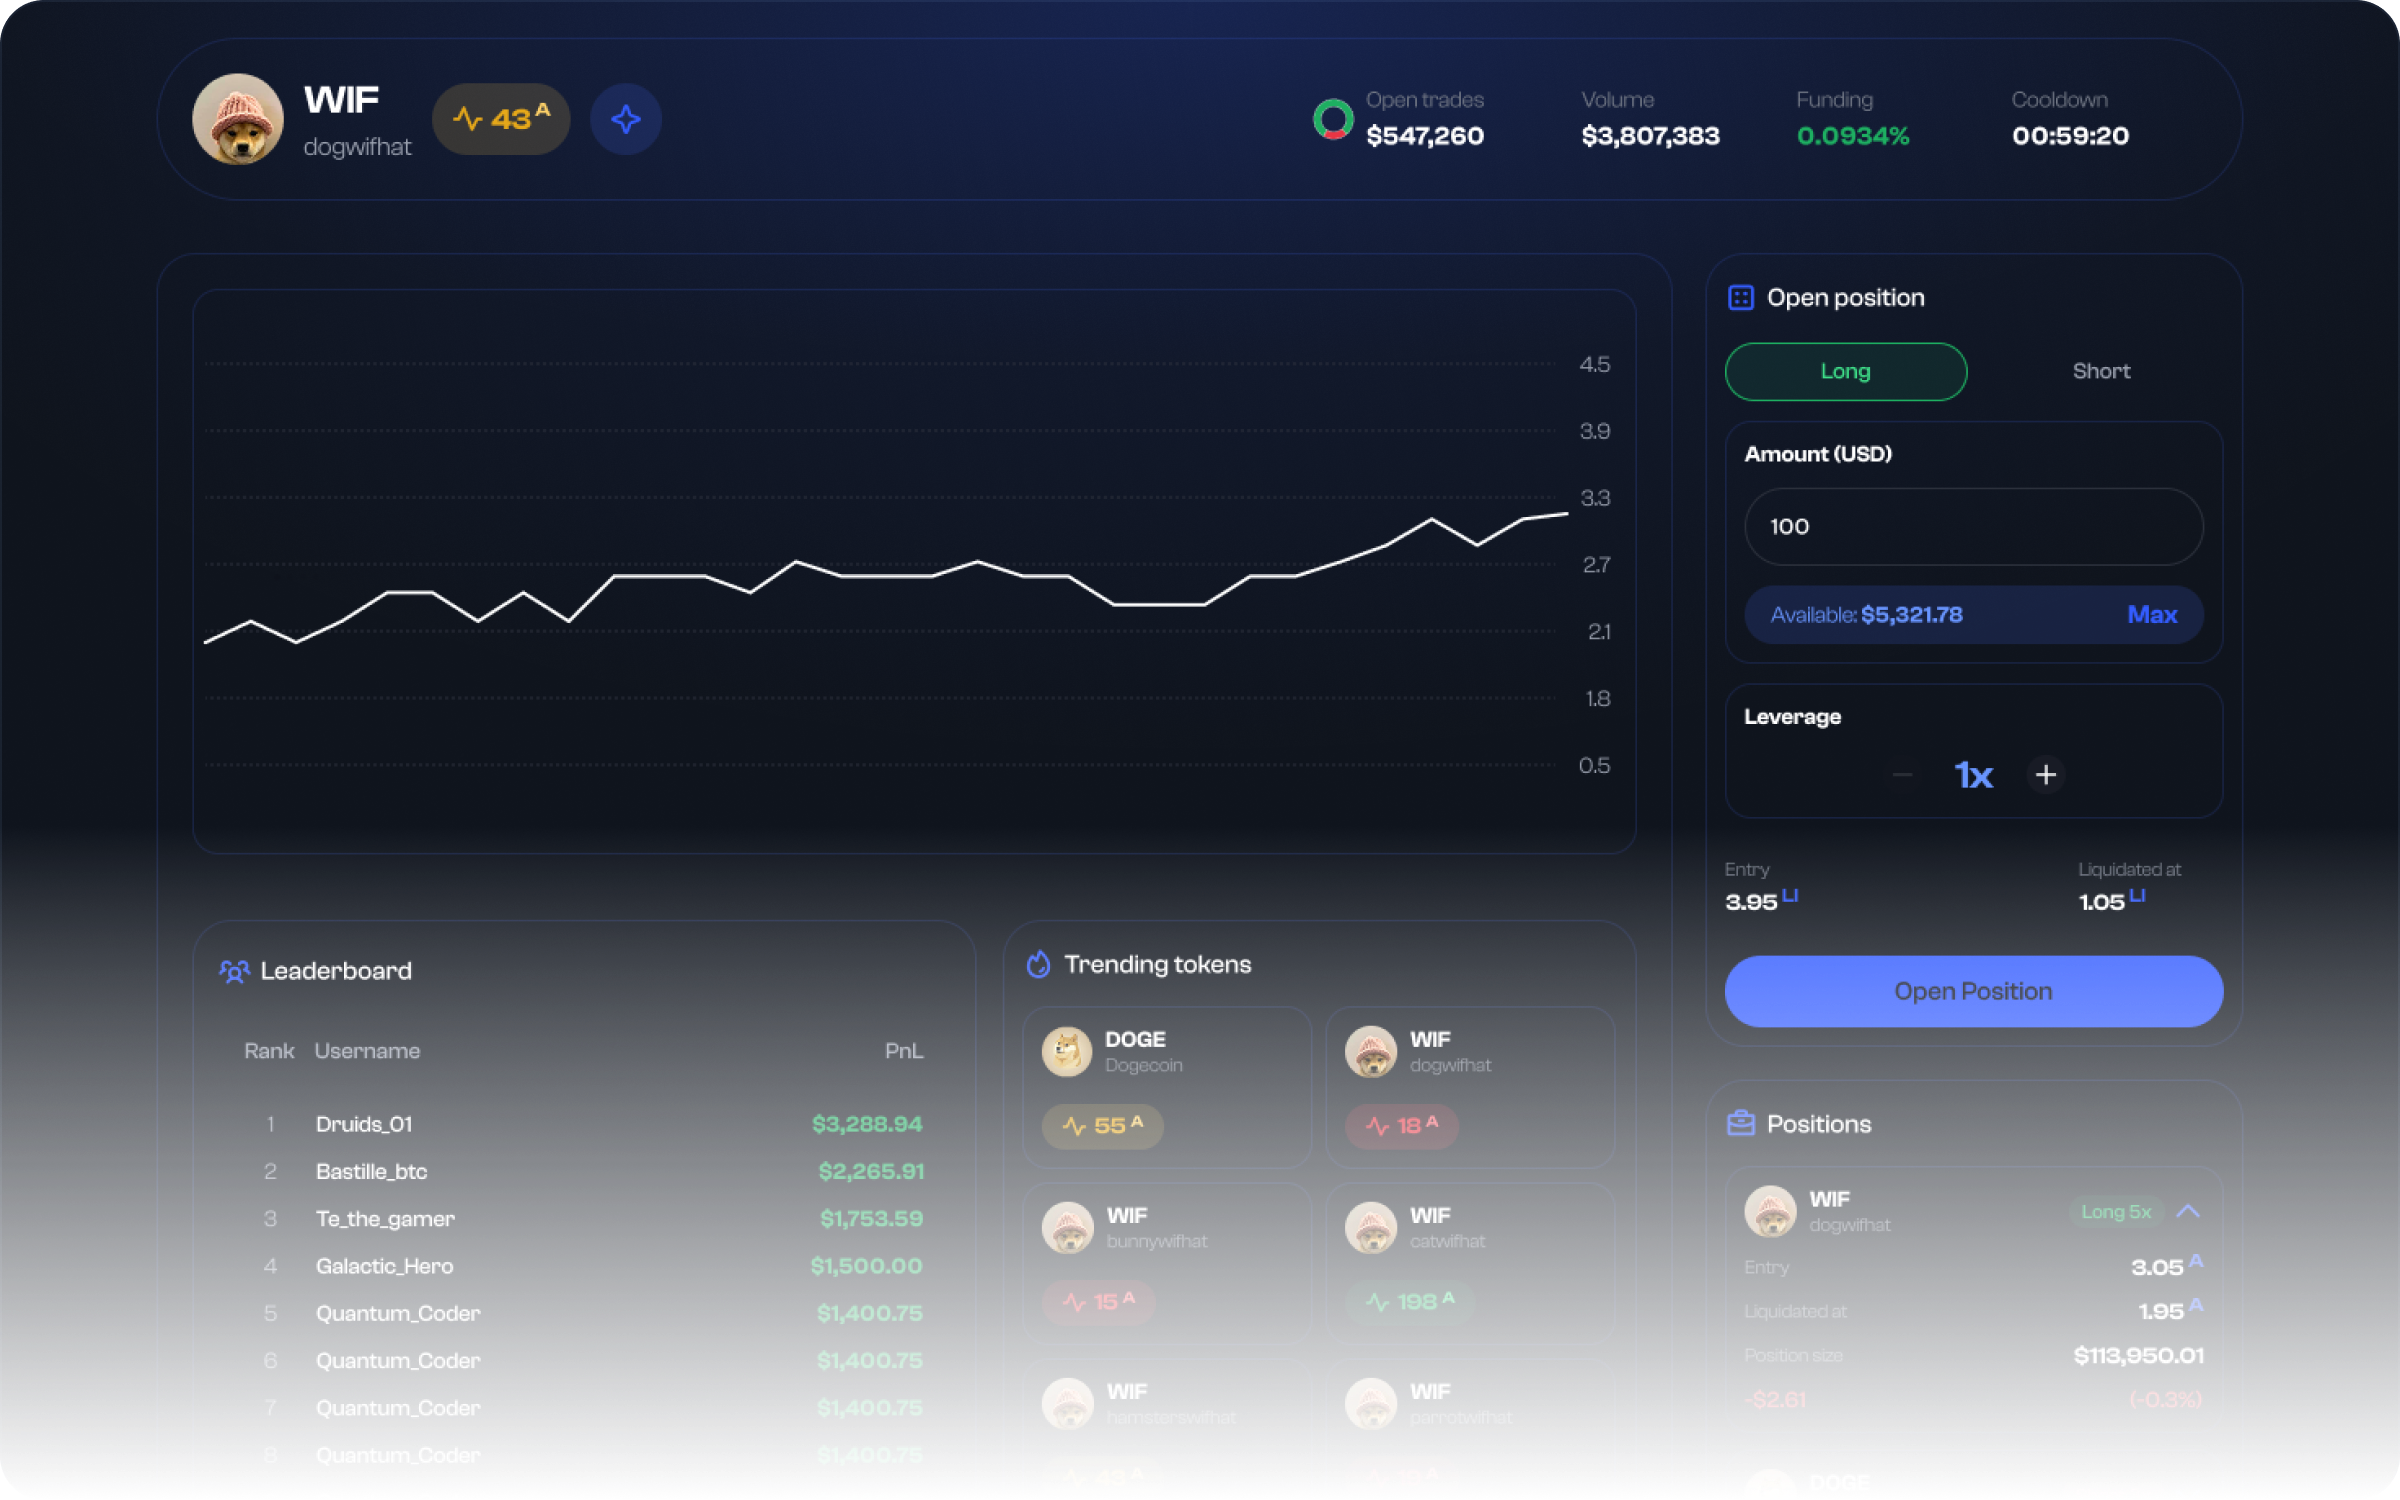 WIF
dogwifhat
43 A
Open trades
$547,260
Volume
$3,807,383
Funding
0.0934%
Cooldown
00:59:20
4.5
3.9
3.3
2.7
2.1
1.8
0.5
Open position
Long
Short
Amount (USD)
100
Available: $5,321.78
Max
Leverage
1x
Entry
3.95 LI
Liquidated at
1.05 LI
Open Position
Leaderboard
Rank Username PnL
1 Druids_01 $3,288.94
2 Bastille_btc $2,265.91
3 Te_the_gamer $1,753.59
4 Galactic_Hero $1,500.00
5 Quantum_Coder $1,400.75
6 Quantum_Coder $1,400.75
7 Quantum_Coder $1,400.75
8 Quantum_Coder $1,400.75
Trending tokens
DOGE
Dogecoin
55 A
WIF
dogwifhat
18 A
WIF
bunnywifhat
15 A
WIF
catwifhat
198 A
WIF
hamsterswifhat
43 A
WIF
parrotwifhat
Positions
WIF
dogwifhat
Long 5x
Entry 3.05 A
Liquidated at 1.95 A
Position size $113,950.01
-$2.61 (-0.3%)
DOGE